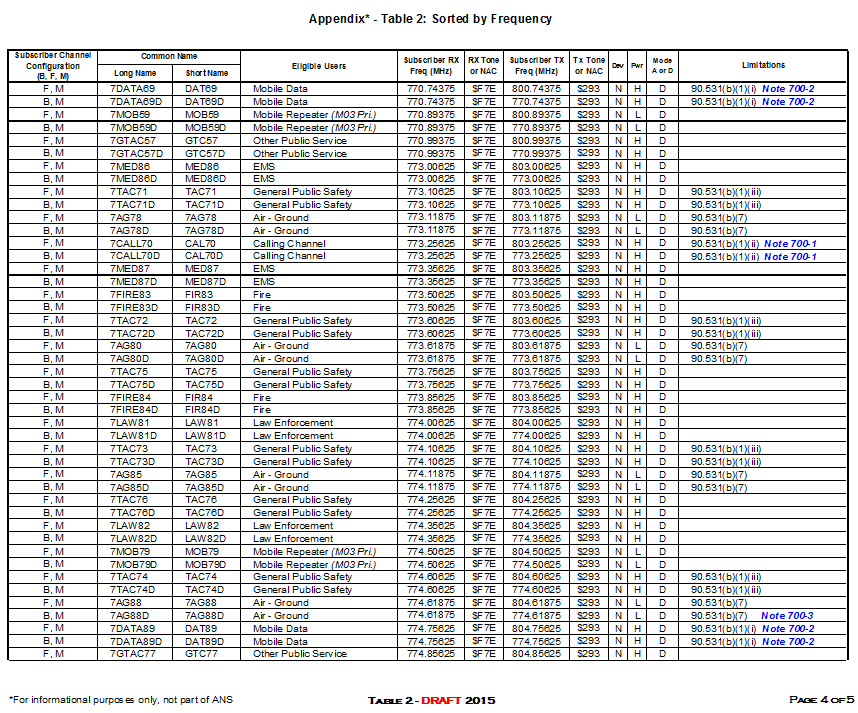 Appendix* - Table 2: Sorted by Frequency
Subscriber Channel Configuration (B, F, M) Common Name Eligible Users Subscriber RX Freq (MHz) RX Tone or NAC Subscriber TX Freq (MHz) Tx Tone or NAC Dev Pwr Mode A or D Limitations
Long Name Short Name
F, M 7DATA69 DAT69 Mobile Data 770.74375 $F7E 800.74375 $293 N H D 90.531(b)(1)(i) Note 700-2
B, M 7DATA69D DAT69D Mobile Data 770.74375 $F7E 770.74375 $293 N H D 90.531(b)(1)(i) Note 700-2
F, M 7MOB59 MOB59 Mobile Repeater (M03 Pri.) 770.89375 $F7E 800.89375 $293 N L D
B, M 7MOB59D MOB59D Mobile Repeater (M03 Pri.) 770.89375 $F7E 770.89375 $293 N L D
F, M 7GTAC57 GTC57 Other Public Service 770.99375 $F7E 800.99375 $293 N H D
B, M 7GTAC57D GTC57D Other Public Service 770.99375 $F7E 770.99375 $293 N H D
F, M 7MED86 MED86 EMS 773.00625 $F7E 803.00625 $293 N H D
B, M 7MED86D MED86D EMS 773.00625 $F7E 773.00625 $293 N H D
F, M 7TAC71 TAC71 General Public Safety 773.10625 $F7E 803.10625 $293 N H D 90.531(b)(1)(iii)
B, M 7TAC71D TAC71D General Public Safety 773.10625 $F7E 773.10625 $293 N H D 90.531(b)(1)(iii)
F, M 7AG78 7AG78 Air - Ground 773.11875 $F7E 803.11875 $293 N L D 90.531(b)(7)
B, M 7AG78D 7AG78D Air - Ground 773.11875 $F7E 773.11875 $293 N L D 90.531(b)(7)
F, M 7CALL70 CAL70 Calling Channel 773.25625 $F7E 803.25625 $293 N H D 90.531(b)(1)(ii) Note 700-1
B, M 7CALL70D CAL70D Calling Channel 773.25625 $F7E 773.25625 $293 N H D 90.531(b)(1)(ii) Note 700-1
F, M 7MED87 MED87 EMS 773.35625 $F7E 803.35625 $293 N H D
B, M 7MED87D MED87D EMS 773.35625 $F7E 773.35625 $293 N H D
F, M 7FIRE83 FIR83 Fire 773.50625 $F7E 803.50625 $293 N H D
B, M 7FIRE83D FIR83D Fire 773.50625 $F7E 773.50625 $293 N H D
F, M 7TAC72 TAC72 General Public Safety 773.60625 $F7E 803.60625 $293 N H D 90.531(b)(1)(iii)
B, M 7TAC72D TAC72D General Public Safety 773.60625 $F7E 773.60625 $293 N H D 90.531(b)(1)(iii)
F, M 7AG80 7AG80 Air - Ground 773.61875 $F7E 803.61875 $293 N L D 90.531(b)(7)
B, M 7AG80D 7AG80D Air - Ground 773.61875 $F7E 773.61875 $293 N L D 90.531(b)(7)
F, M 7TAC75 TAC75 General Public Safety 773.75625 $F7E 803.75625 $293 N H D
B, M 7TAC75D TAC75D General Public Safety 773.75625 $F7E 773.75625 $293 N H D
F, M 7FIRE84 FIR84 Fire 773.85625 $F7E 803.85625 $293 N H D
B, M 7FIRE84D FIR84D Fire 773.85625 $F7E 773.85625 $293 N H D
F, M 7LAW81 LAW81 Law Enforcement 774.00625 $F7E 804.00625 $293 N H D
B, M 7LAW81D LAW81D Law Enforcement 774.00625 $F7E 774.00625 $293 N H D
F, M 7TAC73 TAC73 General Public Safety 774.10625 $F7E 804.10625 $293 N H D 90.531(b)(1)(iii)
B, M 7TAC73D TAC73D General Public Safety 774.10625 $F7E 774.10625 $293 N H D 90.531(b)(1)(iii)
F, M 7AG85 7AG85 Air - Ground 774.11875 $F7E 804.11875 $293 N L D 90.531(b)(7)
B, M 7AG85D 7AG85D Air - Ground 774.11875 $F7E 774.11875 $293 N L D 90.531(b)(7)
F, M 7TAC76 TAC76 General Public Safety 774.25625 $F7E 804.25625 $293 N H D
B, M 7TAC76D TAC76D General Public Safety 774.25625 $F7E 774.25625 $293 N H D
F, M 7LAW82 LAW82 Law Enforcement 774.35625 $F7E 804.35625 $293 N H D
B, M 7LAW82D LAW82D Law Enforcement 774.35625 $F7E 774.35625 $293 N H D
F, M 7MOB79 MOB79 Mobile Repeater (M03 Pri.) 774.50625 $F7E 804.50625 $293 N L D
B, M 7MOB79D MOB79D Mobile Repeater (M03 Pri.) 774.50625 $F7E 774.50625 $293 N L D
F, M 7TAC74 TAC74 General Public Safety 774.60625 $F7E 804.60625 $293 N H D 90.531(b)(1)(iii)
B, M 7TAC74D TAC74D General Public Safety 774.60625 $F7E 774.60625 $293 N H D 90.531(b)(1)(iii)
F, M 7AG88 7AG88 Air - Ground 774.61875 $F7E 804.61875 $293 N L D 90.531(b)(7)
B, M 7AG88D 7AG88D Air - Ground 774.61875 $F7E 774.61875 $293 N L D 90.531(b)(7) Note 700-3
F, M 7DATA89 DAT89 Mobile Data 774.75625 $F7E 804.75625 $293 N H D 90.531(b)(1)(i) Note 700-2
B, M 7DATA89D DAT89D Mobile Data 774.75625 $F7E 774.75625 $293 N H D 90.531(b)(1)(i) Note 700-2
F, M 7GTAC77 GTC77 Other Public Service 774.85625 $F7E 804.85625 $293 N H D
*For informational purposes only, not part of ANS TABLE 2 - DRAFT 2015 PAGE 4 OF 5